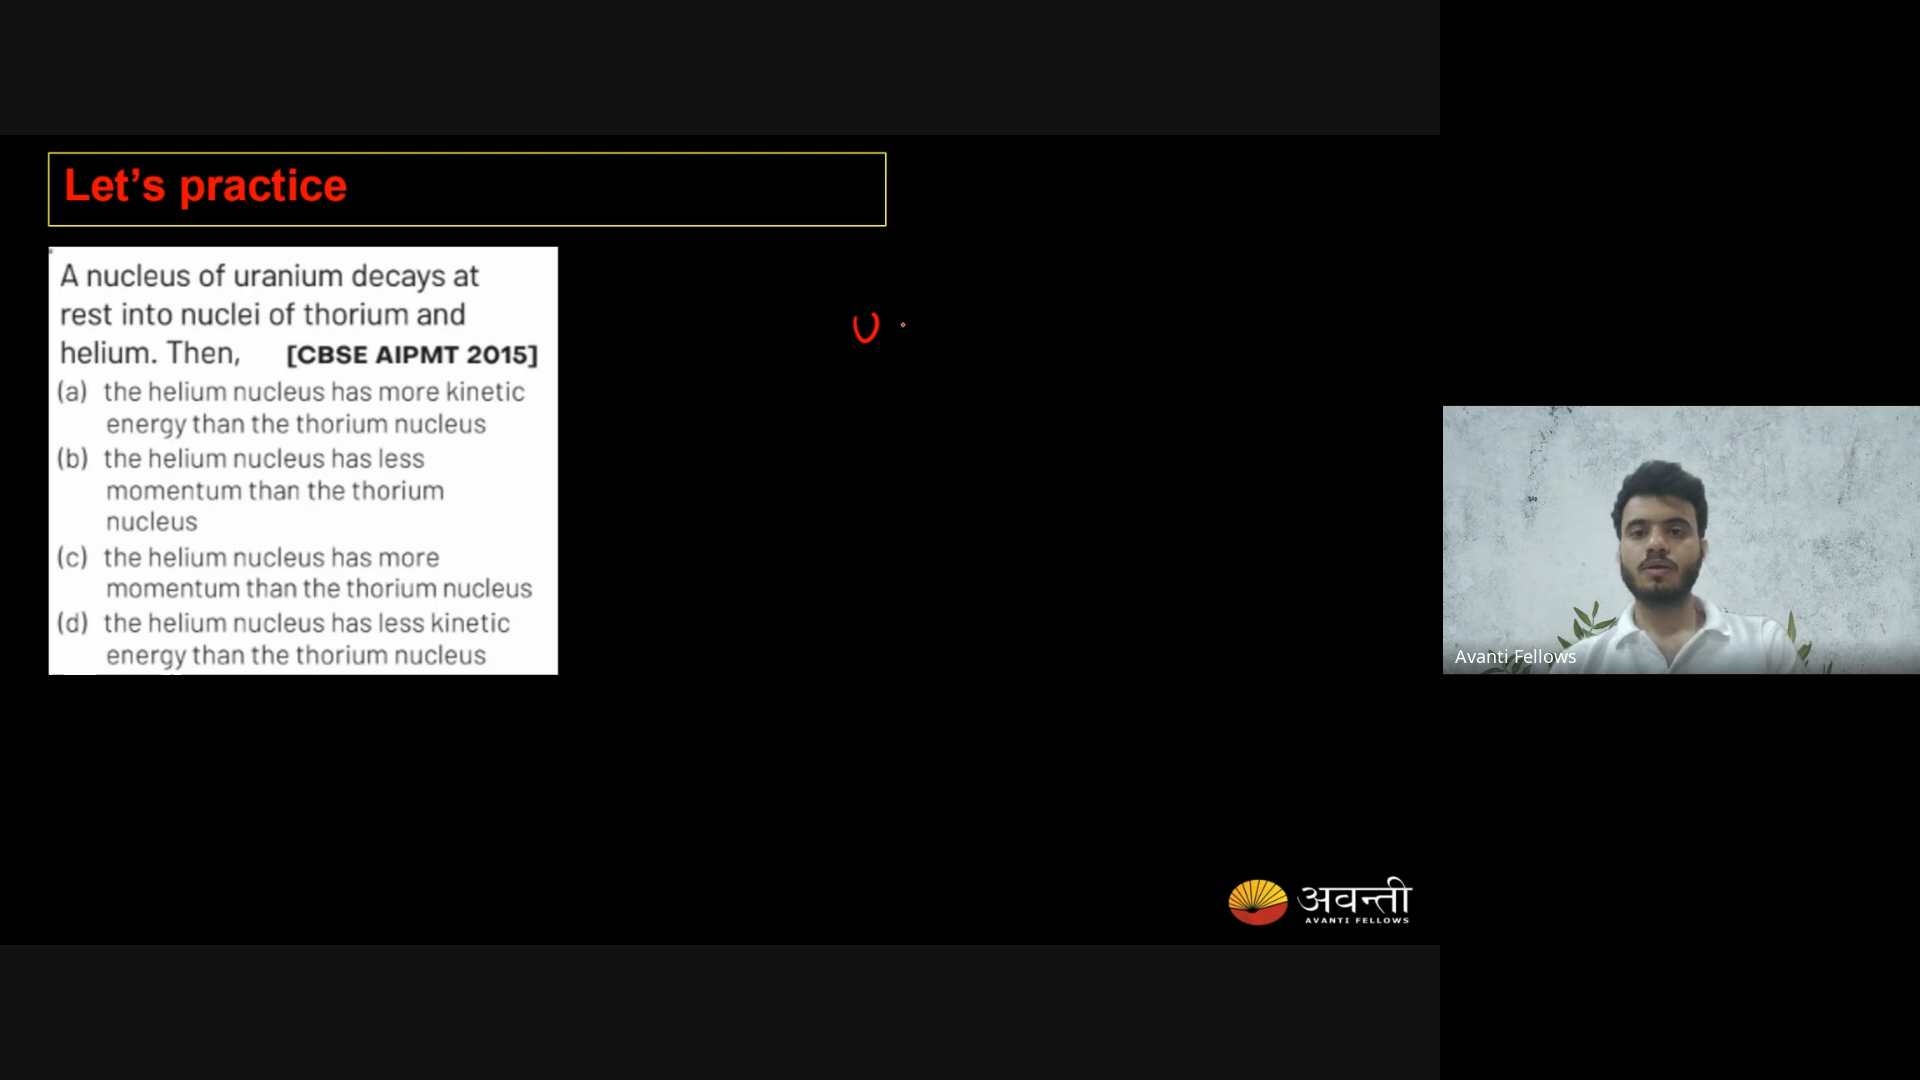 Let's practice
A nucleus of uranium decays at
rest into nuclei of thorium and
helium. Then, [CBSE AIPMT 2015]
(a) the helium nucleus has more kinetic
energy than the thorium nucleus
(b) the helium nucleus has less
momentum than the thorium
nucleus
(c) the helium nucleus has more
momentum than the thorium nucleus
(d) the helium nucleus has less kinetic
energy than the thorium nucleus
U
Avanti Fellows
अवन्ती
AVANTI FELLOWS